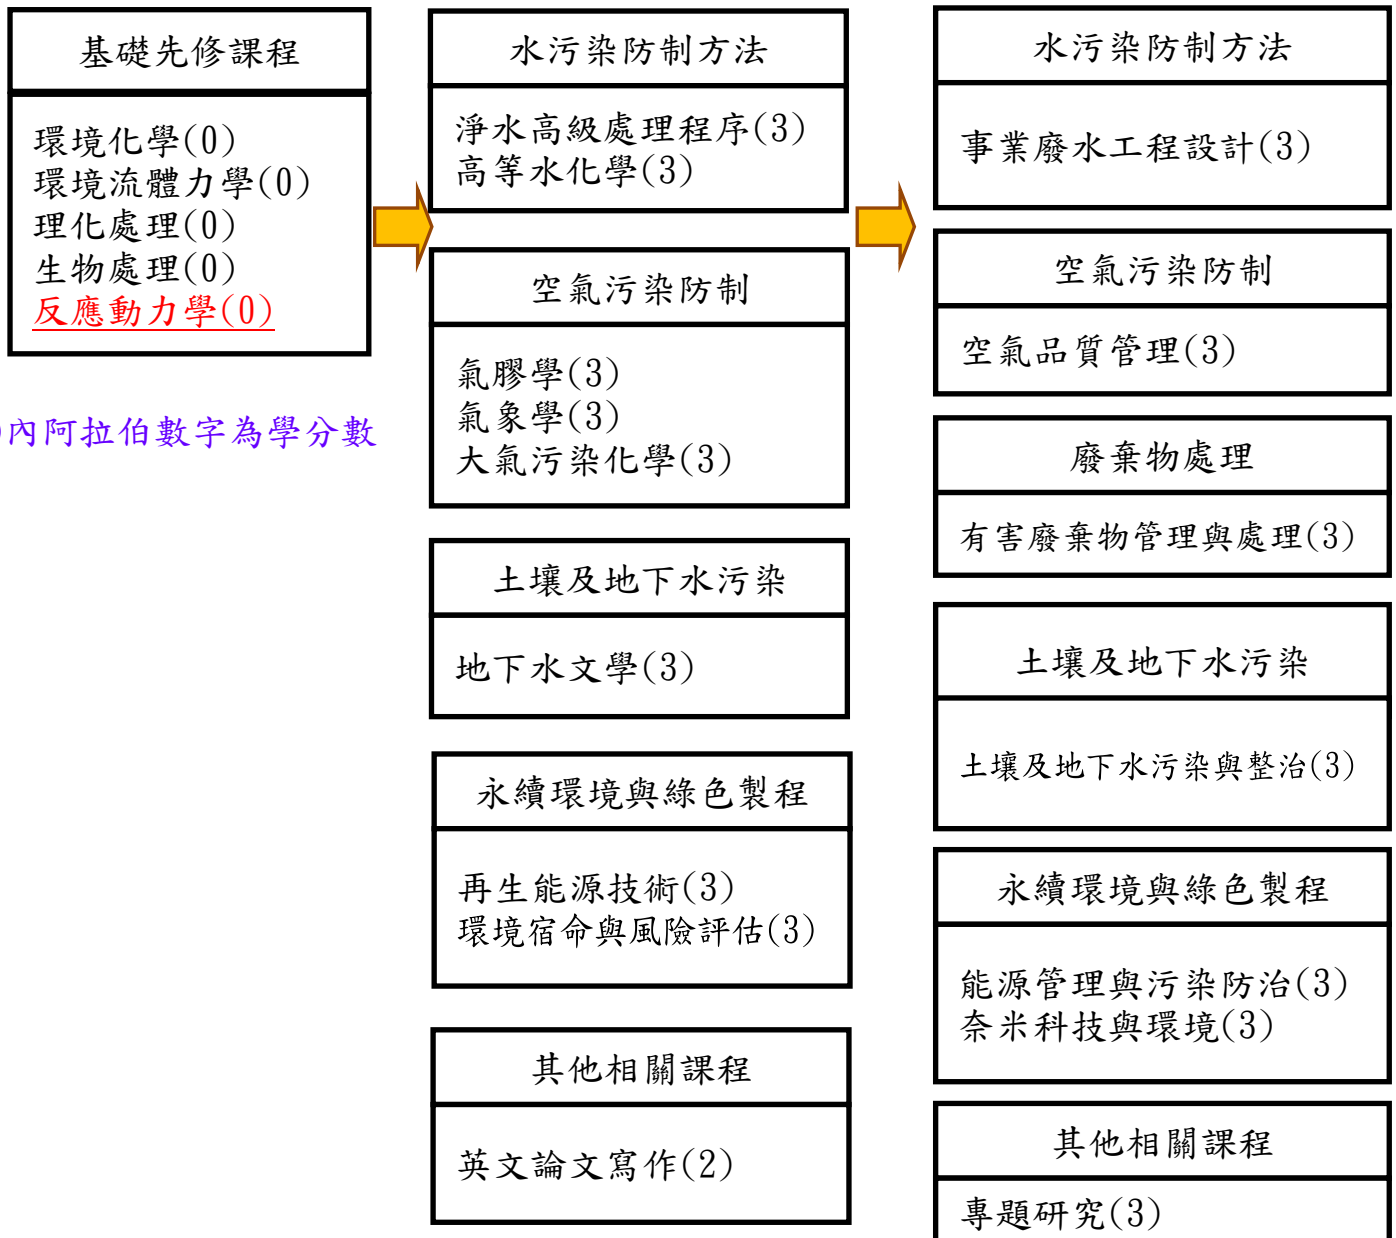 基礎先修課程
環境化學(0)
環境流體力學(0)
理化處理(0)
生物處理(0)
反應動力學(0)
)內阿拉伯數字為學分數
水污染防制方法
淨水高級處理程序(3)
高等水化學(3)
空氣污染防制
氣膠學(3)
氣象學(3)
大氣污染化學(3)
土壤及地下水污染
地下水文學(3)
永續環境與綠色製程
再生能源技術(3)
環境宿命與風險評估(3)
其他相關課程
英文論文寫作(2)
水污染防制方法
事業廢水工程設計(3)
空氣污染防制
空氣品質管理(3)
廢棄物處理
有害廢棄物管理與處理(3)
土壤及地下水污染
土壤及地下水污染與整治(3)
永續環境與綠色製程
能源管理與污染防治(3)
奈米科技與環境(3)
其他相關課程
專題研究(3)